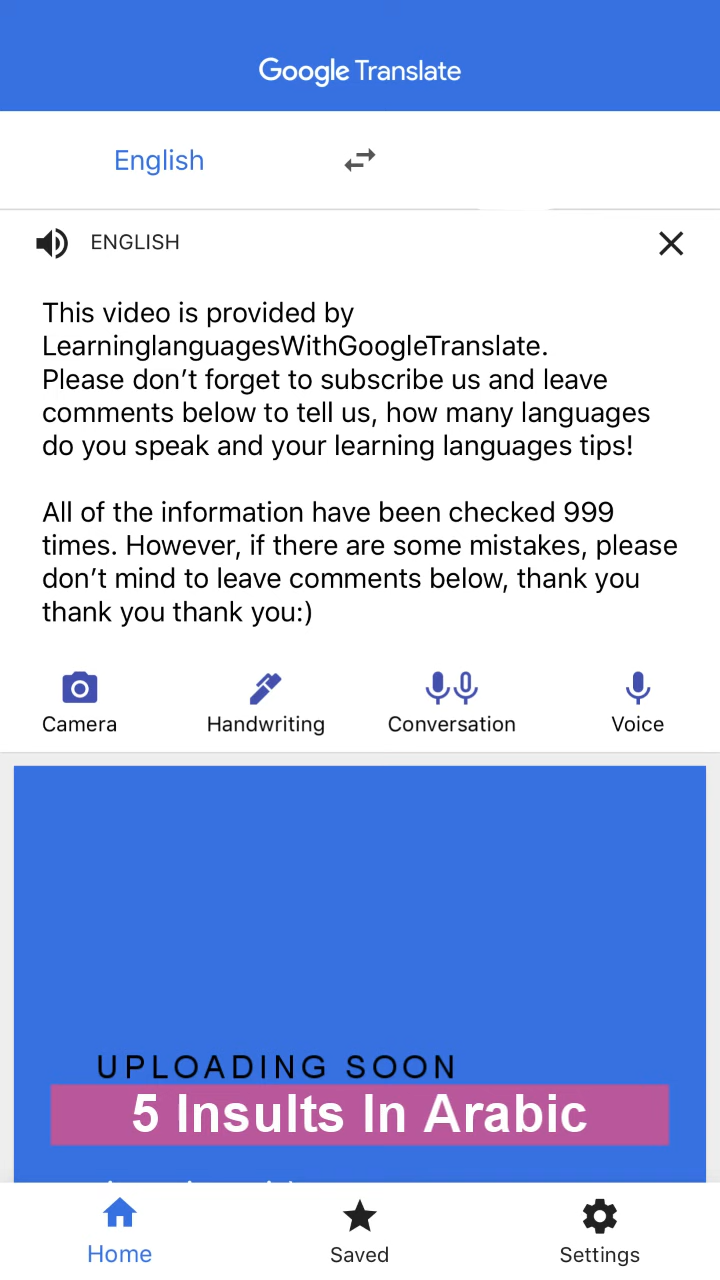 Google Translate
English
ENGLISH
This video is provided by
LearninglanguagesWithGoogleTranslate.
Please don’t forget to subscribe us and leave
comments below to tell us, how many languages
do you speak and your learning languages tips!
All of the information have been checked 999
times. However, if there are some mistakes, please
don’t mind to leave comments below, thank you
thank you thank you:)
Camera Handwriting Conversation Voice
UPLOADING SOON
5 Insults In Arabic
Home Saved Settings